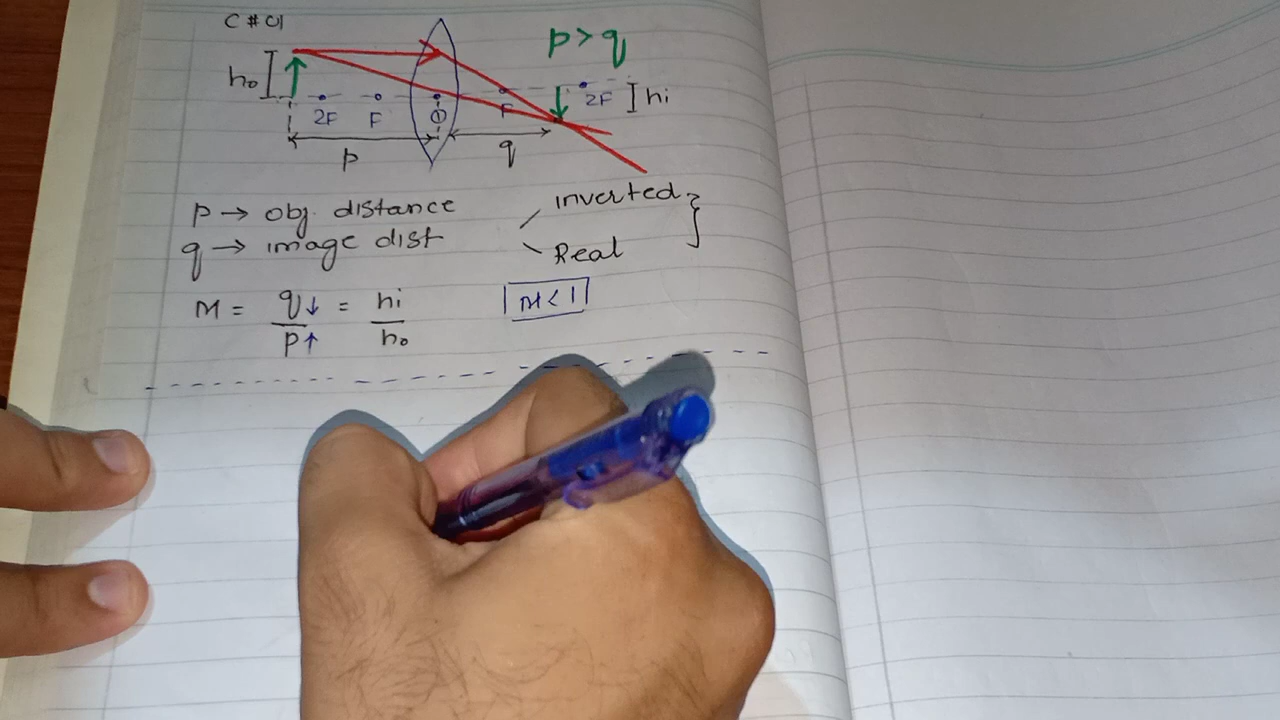 C # 01
p > q
ho
hi
2F F O F 2F
p q
p → obj. distance
q → image dist
inverted
Real
M = q↓ / p↑ = hi / ho
M < 1